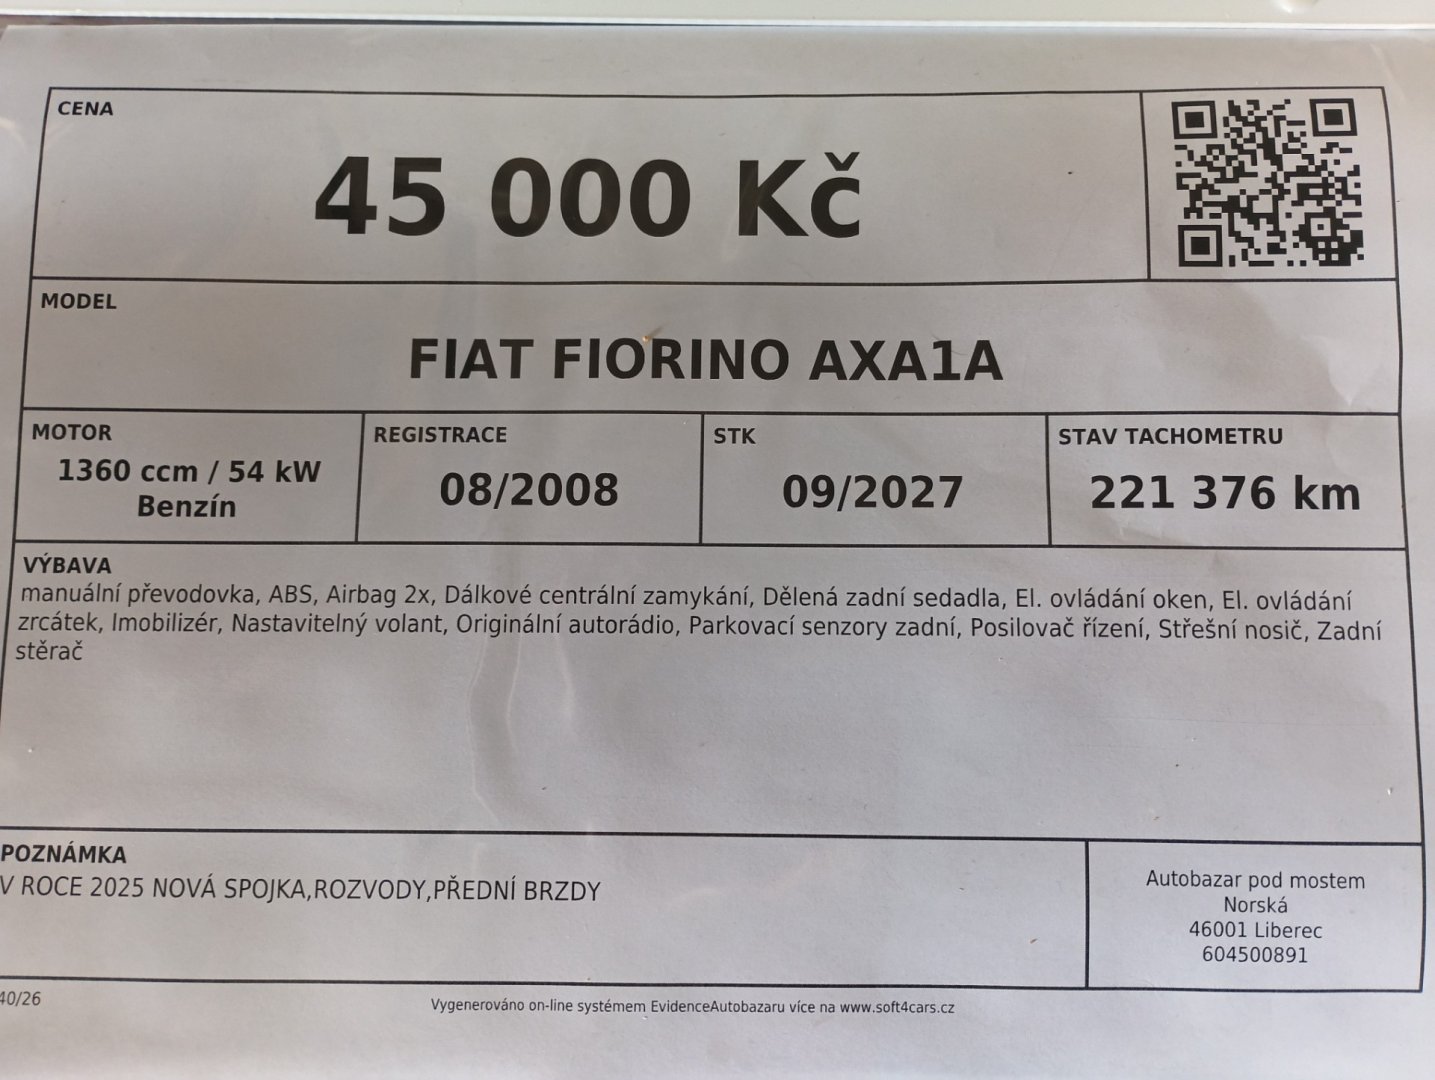 CENA
45 000 Kč
MODEL
FIAT FIORINO AXA1A
MOTOR
1360 ccm / 54 kW
Benzín
REGISTRACE
08/2008
STK
09/2027
STAV TACHOMETRU
221 376 km
VÝBAVA
manuální převodovka, ABS, Airbag 2x, Dálkové centrální zamykání, Dělená zadní sedadla, El. ovládání oken, El. ovládání
zrcátek, Imobilizér, Nastavitelný volant, Originální autorádio, Parkovací senzory zadní, Posilovač řízení, Střešní nosič, Zadní
stěrač
POZNÁMKA
V ROCE 2025 NOVÁ SPOJKA,ROZVODY,PŘEDNÍ BRZDY
Autobazar pod mostem
Norská
46001 Liberec
604500891
40/26
Vygenerováno on-line systémem EvidenceAutobazaru více na www.soft4cars.cz